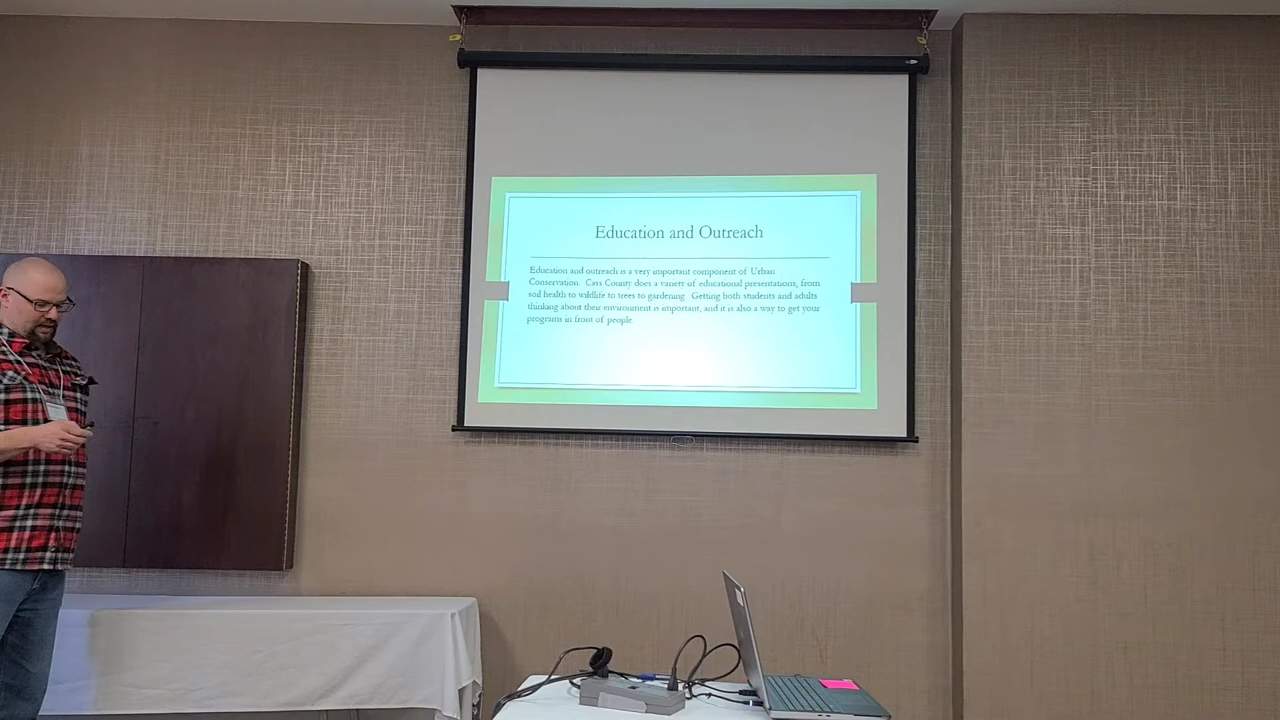 Education and Outreach
Education and outreach is a very important component of Urban
Conservation. Cass County does a variety of educational presentations, from
soil health to wildlife to trees to gardening. Getting both students and adults
thinking about their environment is important, and it is also a way to get your
programs in front of people.